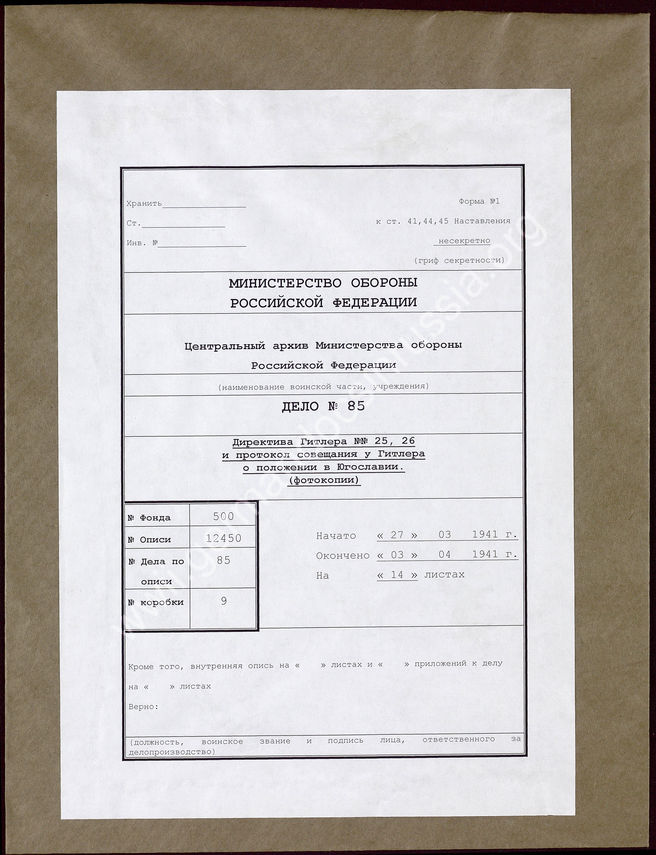 Хранить
Форма №1
Ст.
к ст. 41,44,45 Наставления
Инв. №
несекретно
(гриф секретности)
МИНИСТЕРСТВО ОБОРОНЫ
РОССИЙСКОЙ ФЕДЕРАЦИИ
Центральный архив Министерства обороны
Российской Федерации
(наименование воинской части, учреждения)
ДЕЛО № 85
Директива Гитлера №№ 25, 26
и протокол совещания у Гитлера
о положении в Югославии.
(фотокопии)
№ Фонда 500
№ Описи 12450
№ Дела по описи 85
№ коробки 9
Начато « 27 » 03 1941 г.
Окончено « 03 » 04 1941 г.
На « 14 » листах
Кроме того, внутренняя опись на « » листах и « » приложений к делу
на « » листах
Верно:
(должность, воинское звание и подпись лица, ответственного за
делопроизводство)